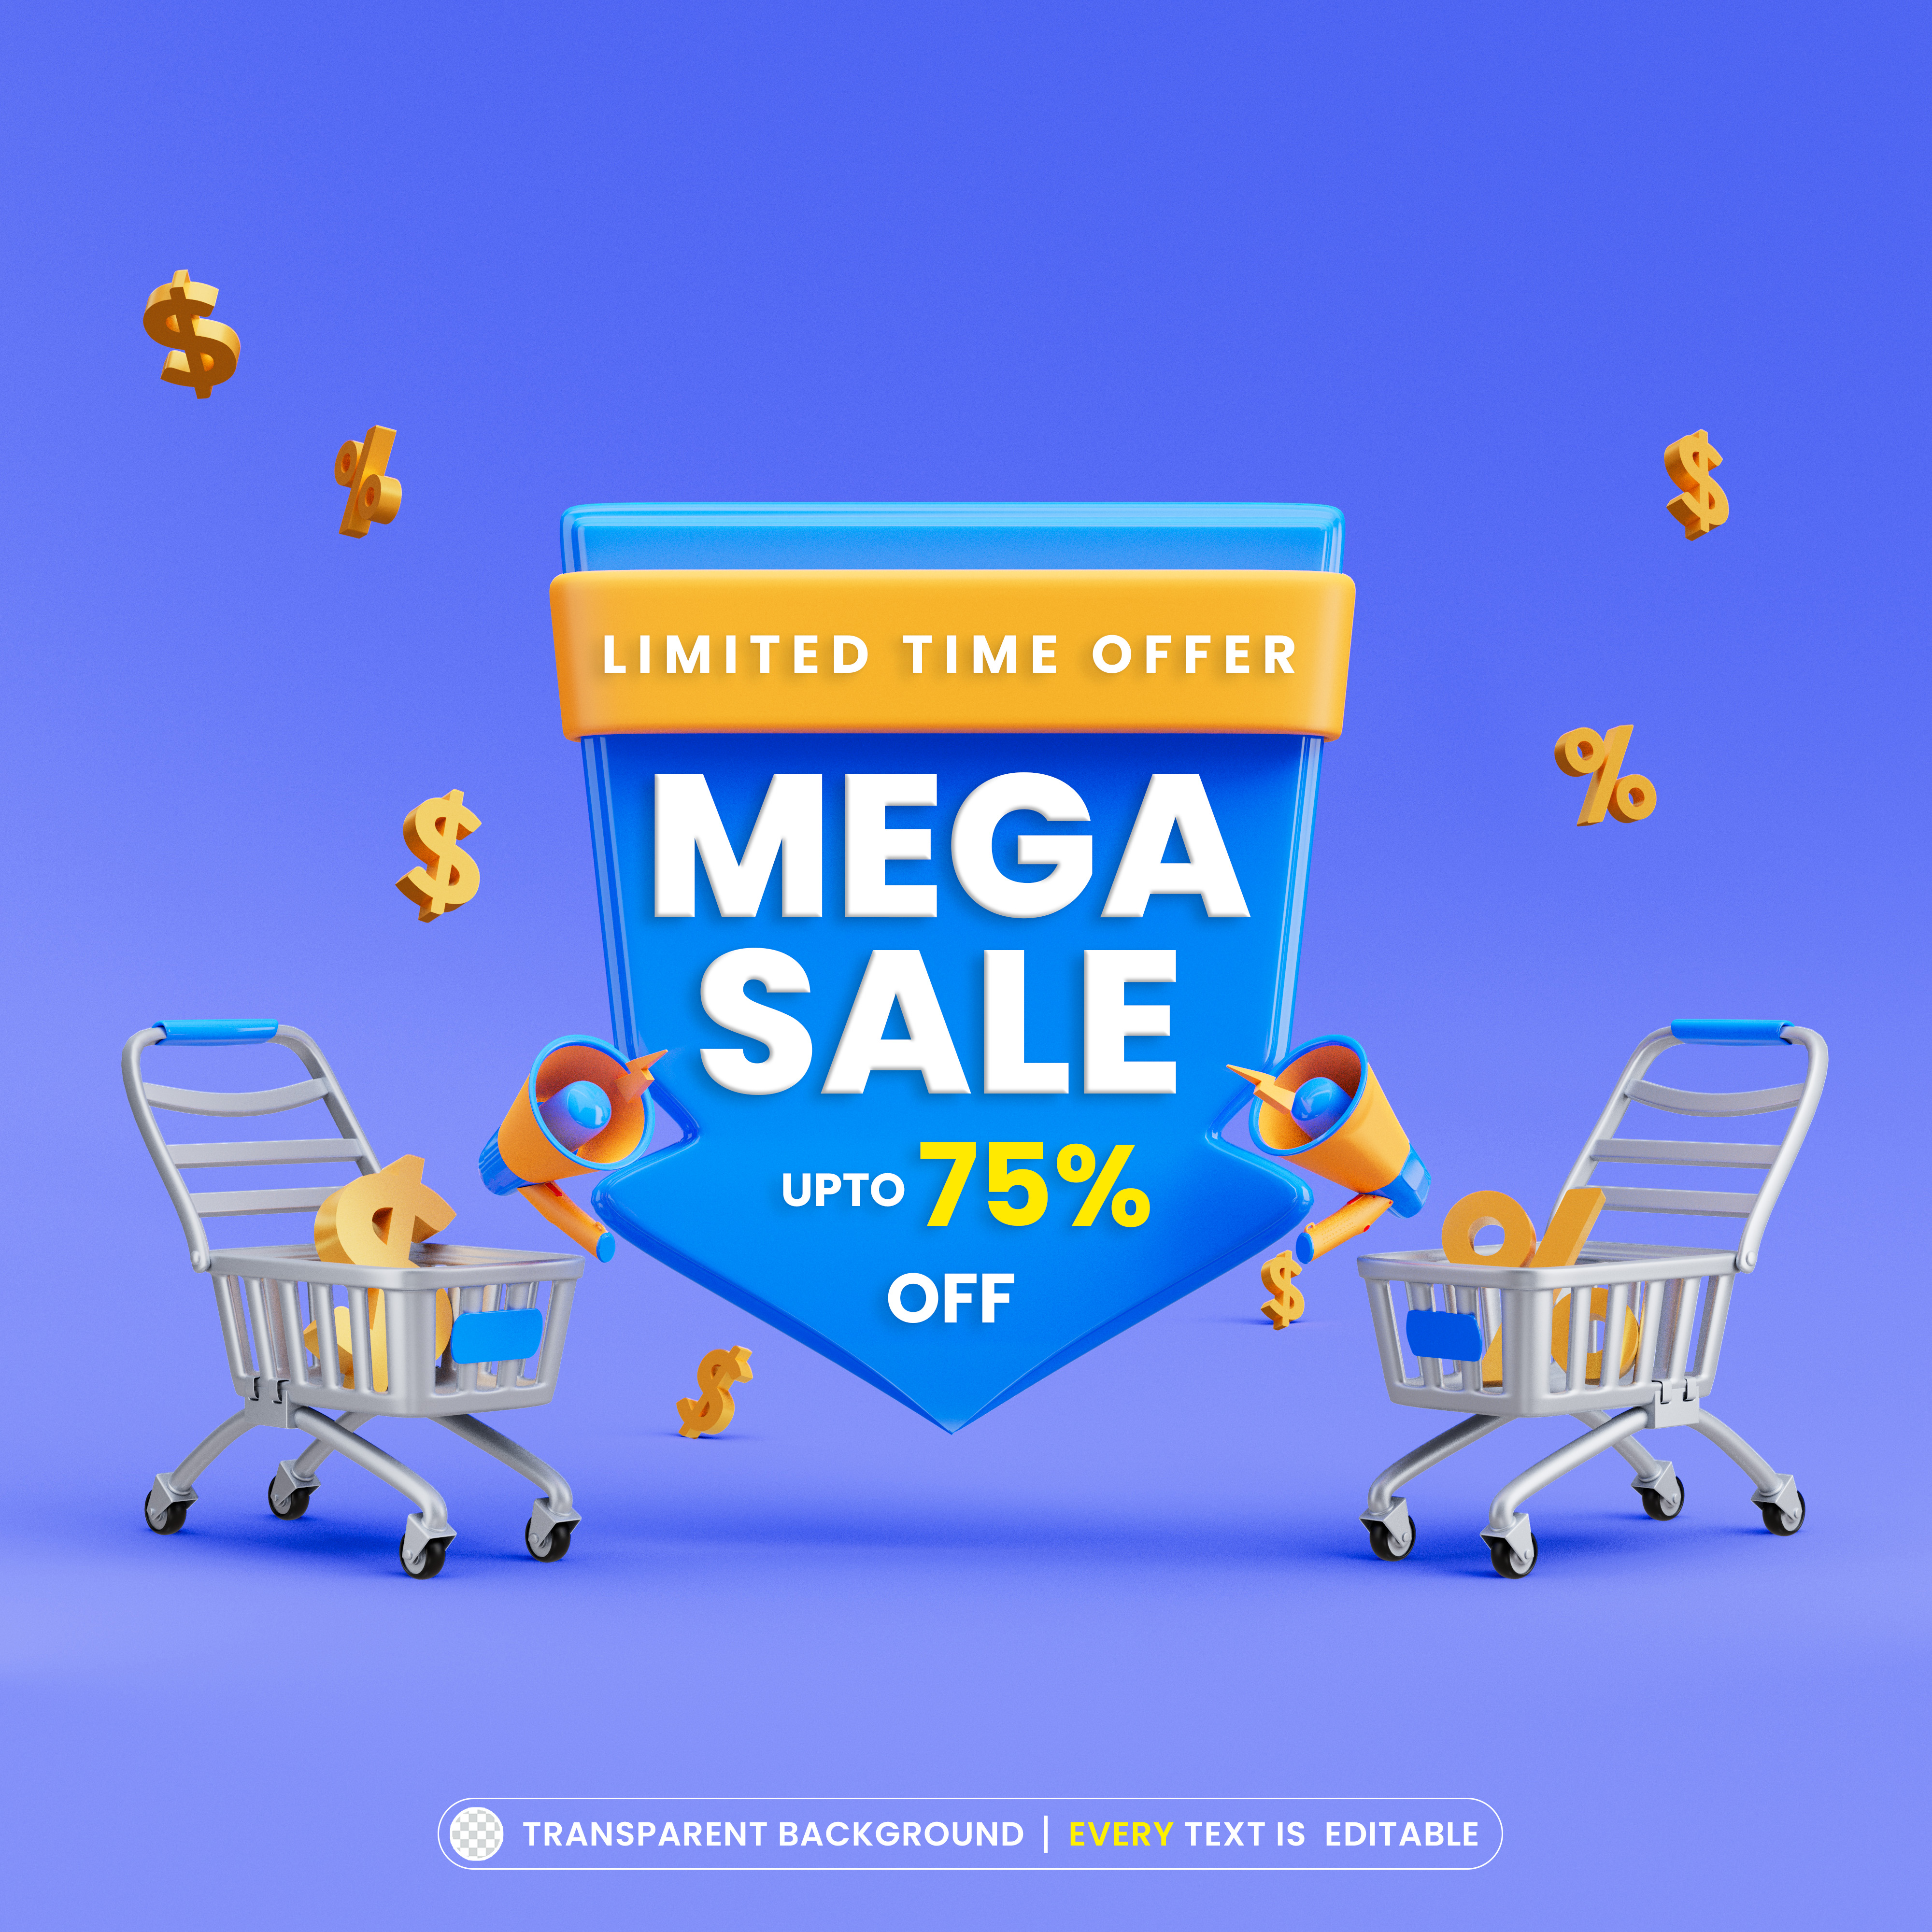 LIMITED TIME OFFER
MEGA
SALE
UPTO 75%
OFF
TRANSPARENT BACKGROUND | EVERY TEXT IS EDITABLE